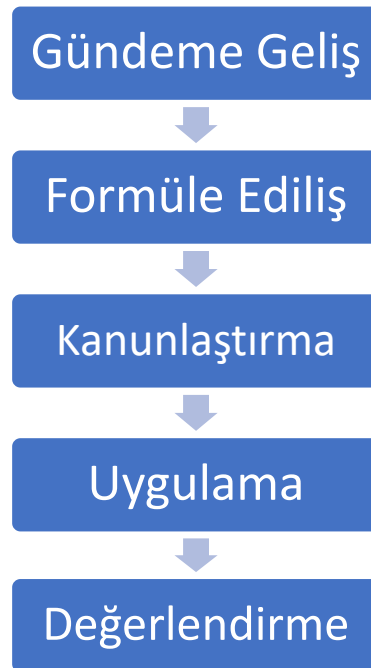 Gündeme Geliş
Formüle Ediliş
Kanunlaştırma
Uygulama
Değerlendirme